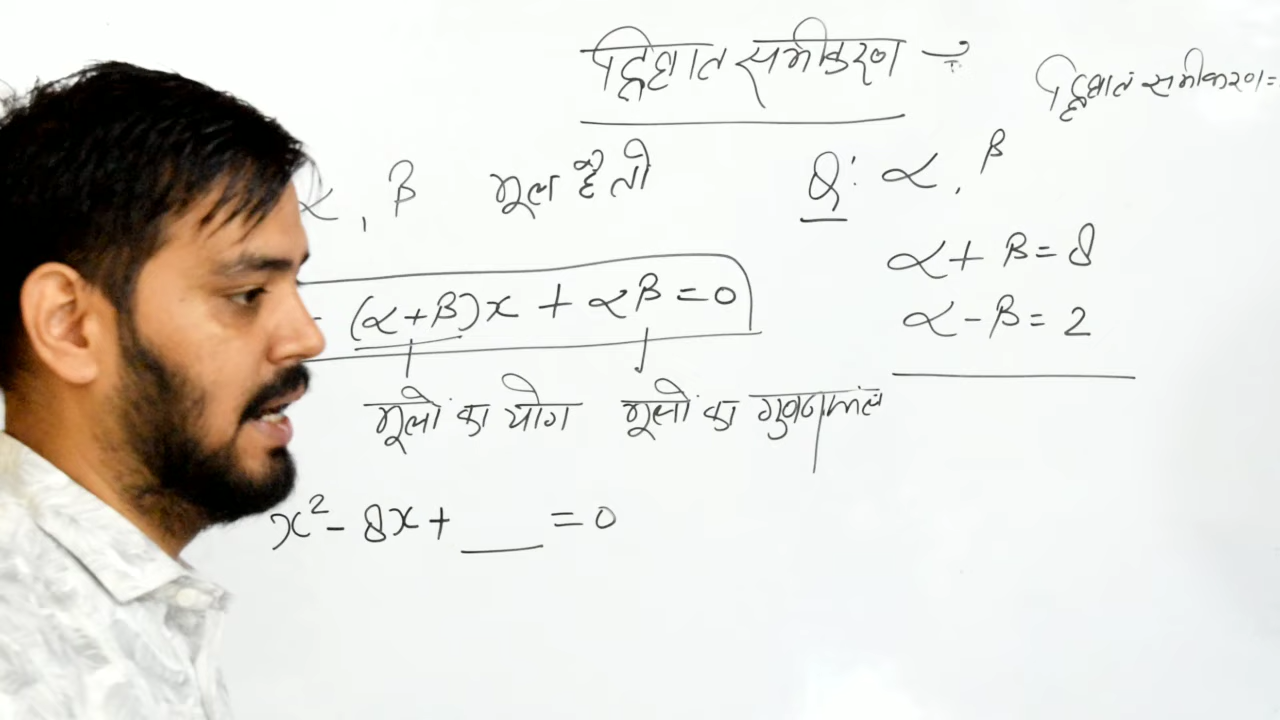 द्विघात समीकरण :-
द्विघात समीकरण =
α, β मूल है तो
Q: α, β
α + β = 8
α - β = 2
- (α+β)x + αβ = 0
मूलो का योग मूलो का गुणनफल
x² - 8x + ___ = 0